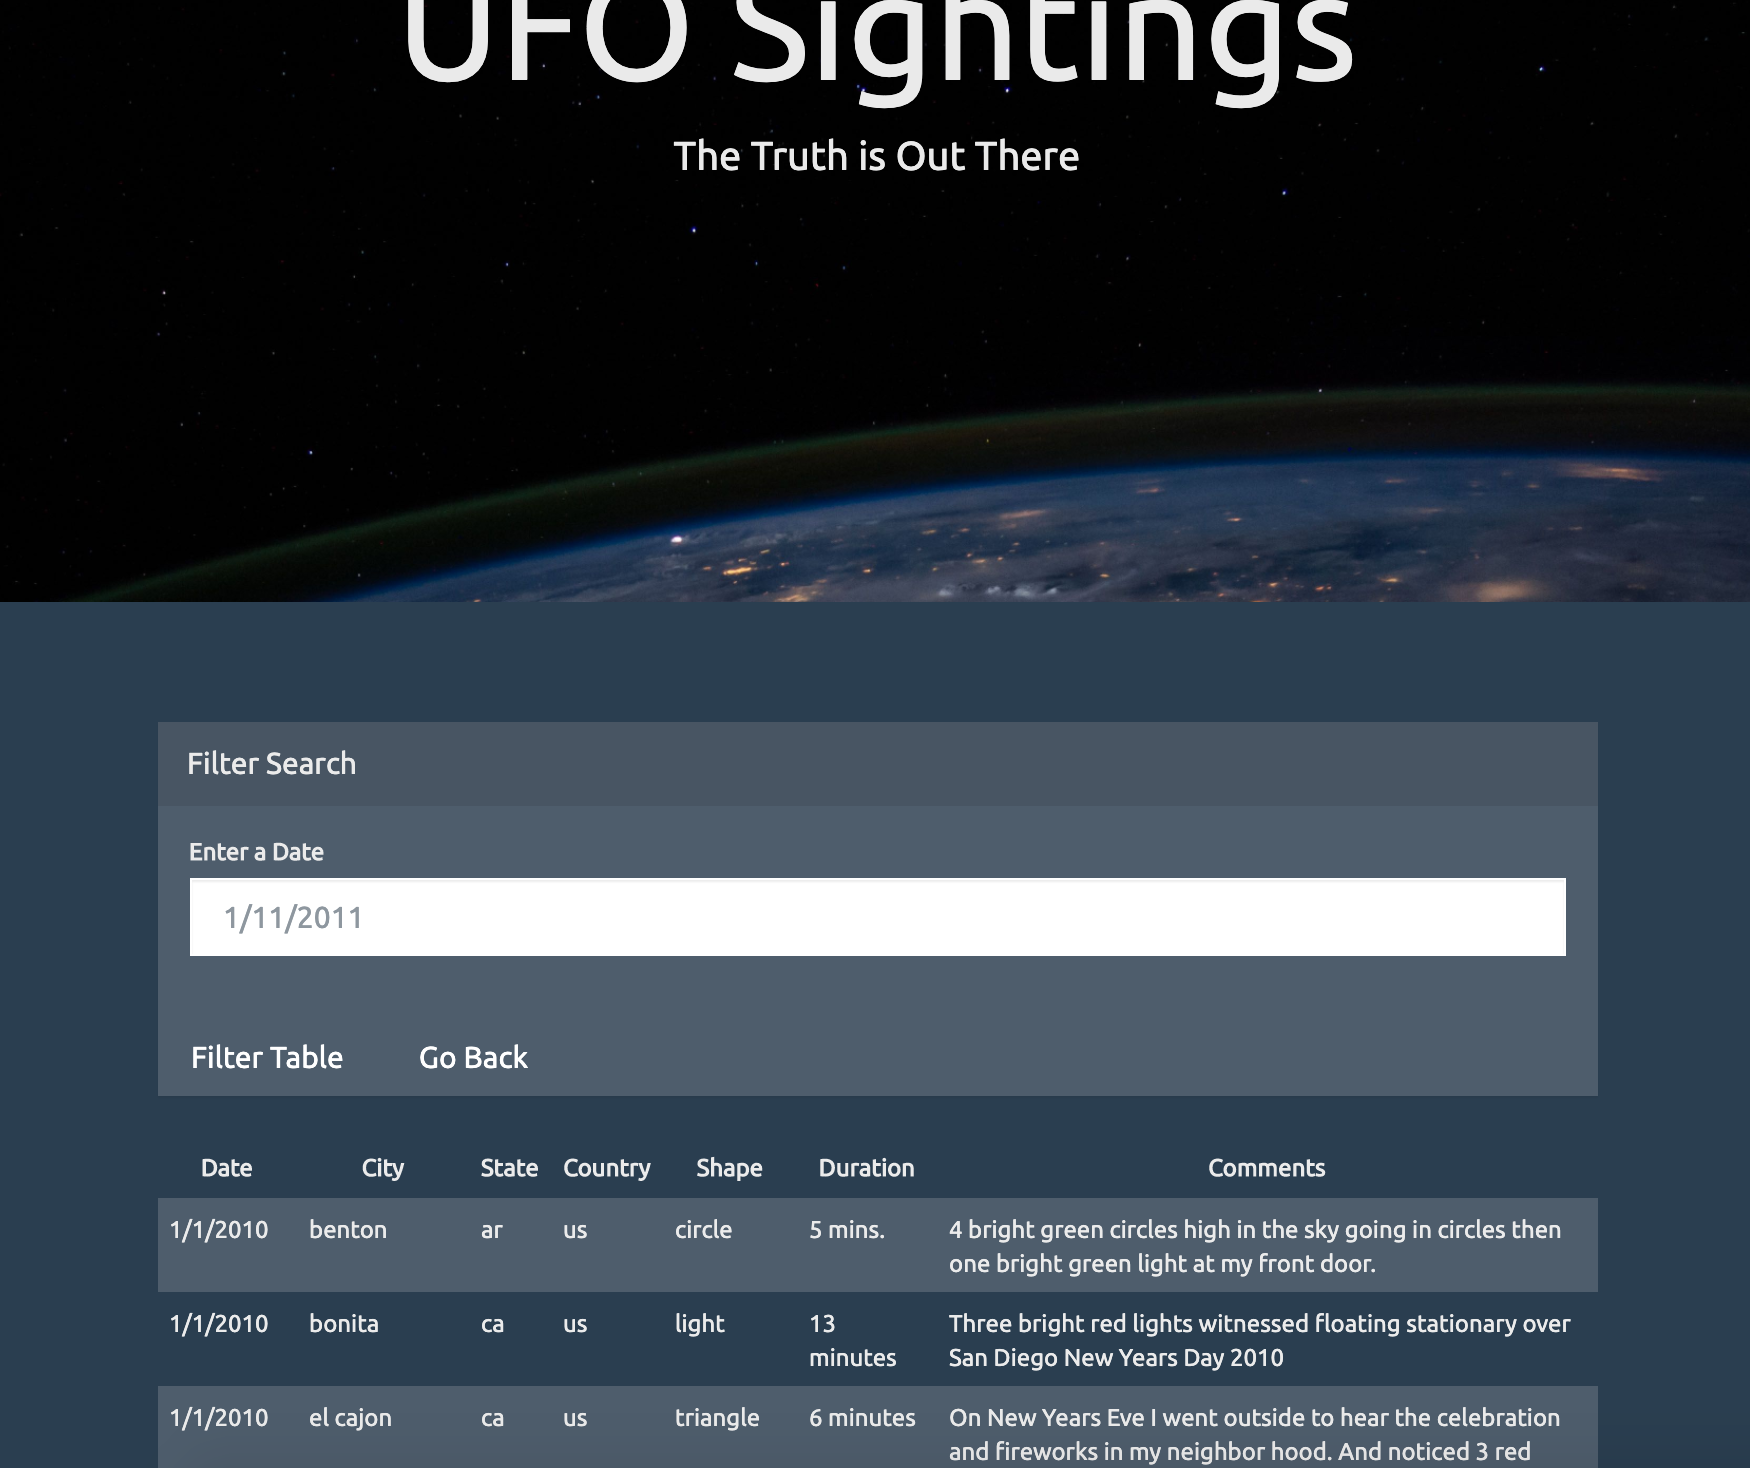 UFO Sightings
The Truth is Out There
Filter Search
Enter a Date
1/11/2011
Filter Table Go Back
Date City State Country Shape Duration Comments
1/1/2010 benton ar us circle 5 mins. 4 bright green circles high in the sky going in circles then
one bright green light at my front door.
1/1/2010 bonita ca us light 13 Three bright red lights witnessed floating stationary over
minutes San Diego New Years Day 2010
1/1/2010 el cajon ca us triangle 6 minutes On New Years Eve I went outside to hear the celebration
and fireworks in my neighbor hood. And noticed 3 red